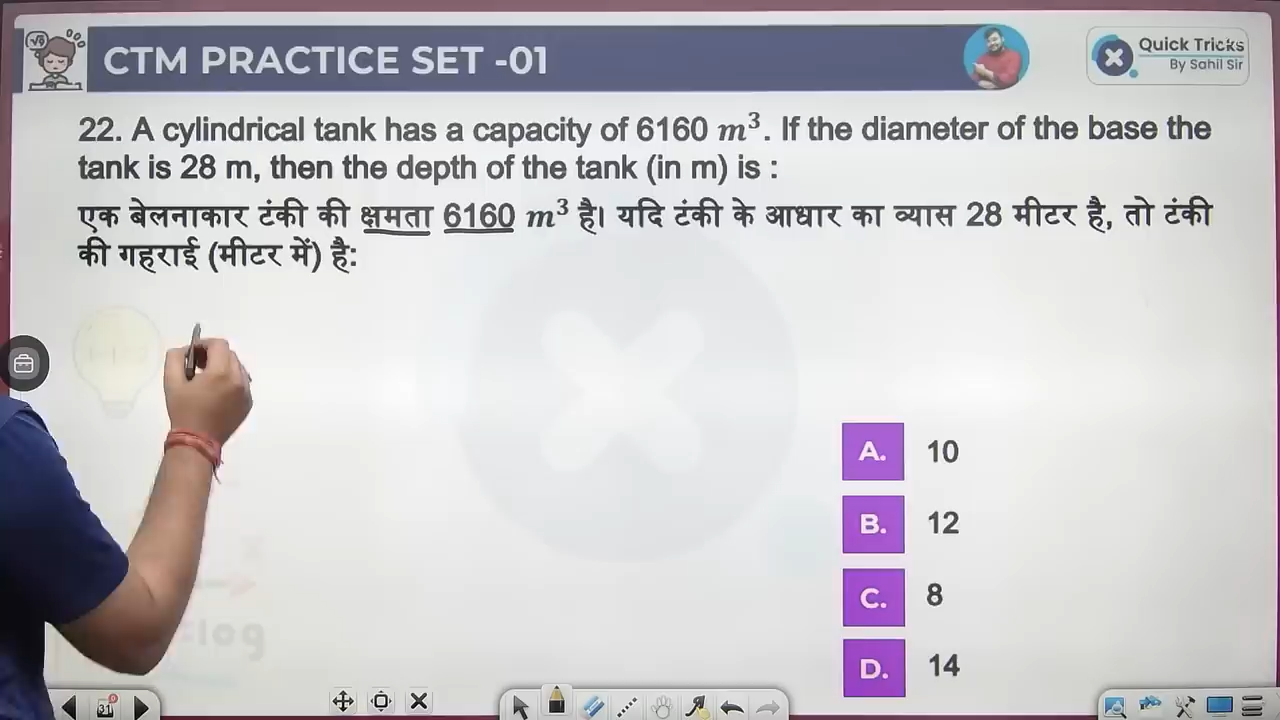 CTM PRACTICE SET -01
Quick Tricks
By Sahil Sir
22. A cylindrical tank has a capacity of 6160 m³. If the diameter of the base the
tank is 28 m, then the depth of the tank (in m) is :
एक बेलनाकार टंकी की क्षमता 6160 m³ है। यदि टंकी के आधार का व्यास 28 मीटर है, तो टंकी
की गहराई (मीटर में) है:
A. 10
B. 12
C. 8
D. 14